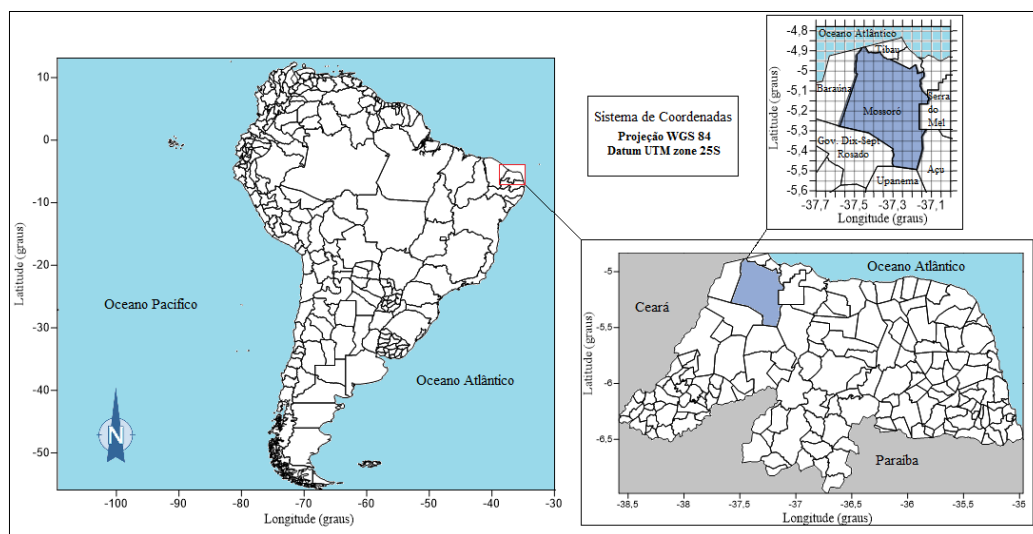 10
0
-10
-20
-30
-40
-50
Latitude (graus)
-100
-90
-80
-70
-60
-50
-40
-30
Longitude (graus)
Oceano Pacífico
Oceano Atlântico
N
Sistema de Coordenadas
Projeção WGS 84
Datum UTM zone 25S
-4,8
-4,9
-5
-5,1
-5,2
-5,3
-5,4
-5,5
-5,6
Latitude (graus)
-37,7
-37,5
-37,3
-37,1
Longitude (graus)
Oceano Atlântico
Tibau
Baraúna
Mossoró
Serra
do
Mel
Gov. Dix-Sept
Rosado
Açu
Upanema
-5
-5,5
-6
-6,5
Latitude (graus)
-38,5
-38
-37,5
-37
-36,5
-36
-35,5
-35
Longitude (graus)
Oceano Atlântico
Ceará
Paraíba